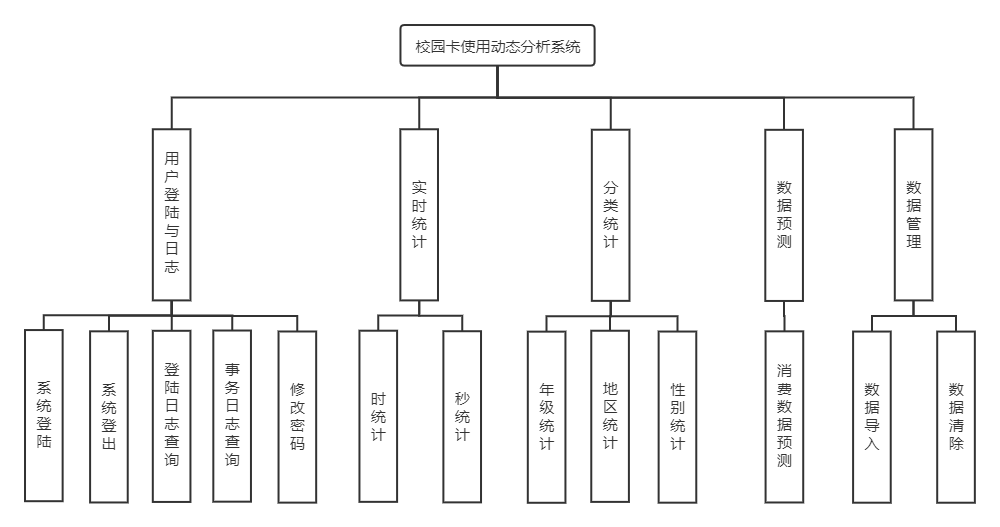 校园卡使用动态分析系统
用户登陆与日志
实时统计
分类统计
数据预测
数据管理
系统登陆
系统登出
登陆日志查询
事务日志查询
修改密码
时统计
秒统计
年级统计
地区统计
性别统计
消费数据预测
数据导入
数据清除